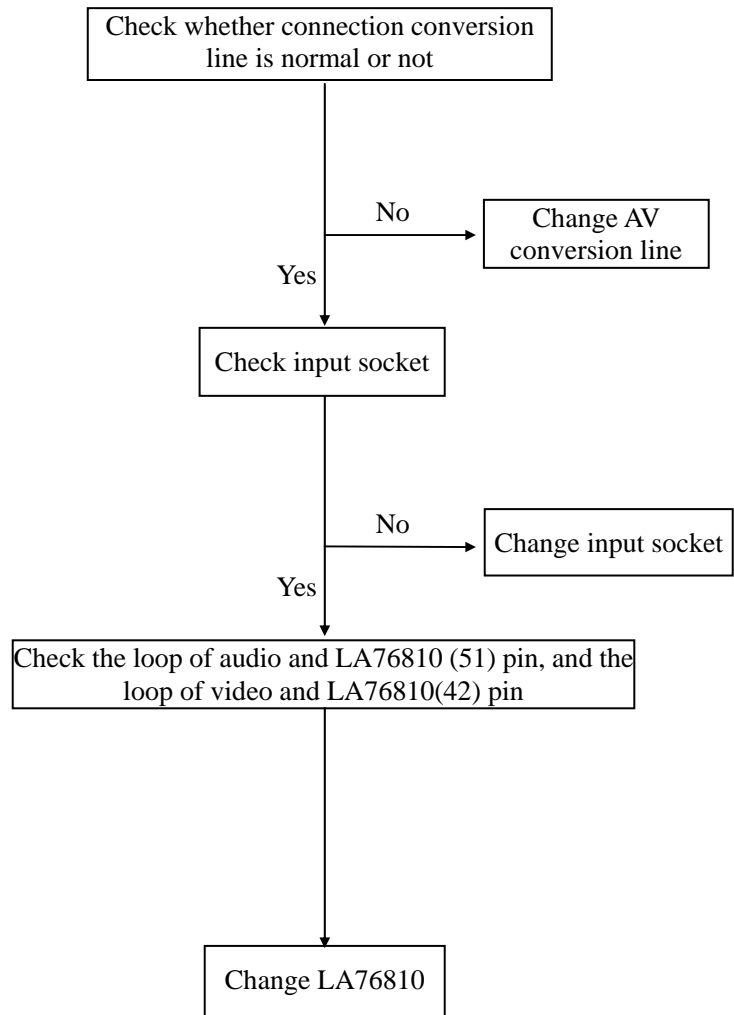 Check whether connection conversion
line is normal or not
No
Change AV
conversion line
Yes
Check input socket
No
Change input socket
Yes
Check the loop of audio and LA76810 (51) pin, and the
loop of video and LA76810(42) pin
Change LA76810